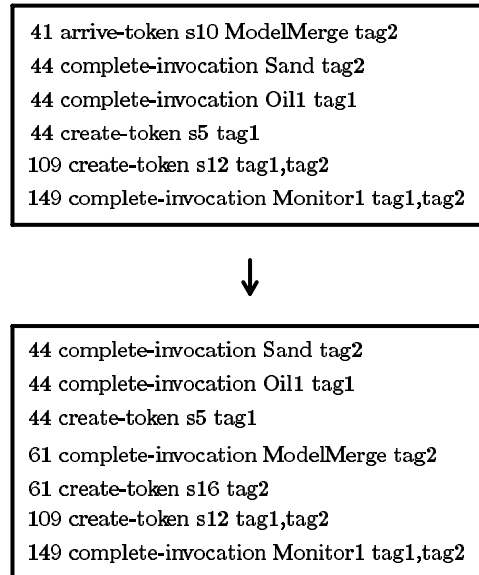 41 arrive-token s10 ModelMerge tag2
44 complete-invocation Sand tag2
44 complete-invocation Oil1 tag1
44 create-token s5 tag1
109 create-token s12 tag1,tag2
149 complete-invocation Monitor1 tag1,tag2
44 complete-invocation Sand tag2
44 complete-invocation Oil1 tag1
44 create-token s5 tag1
61 complete-invocation ModelMerge tag2
61 create-token s16 tag2
109 create-token s12 tag1,tag2
149 complete-invocation Monitor1 tag1,tag2